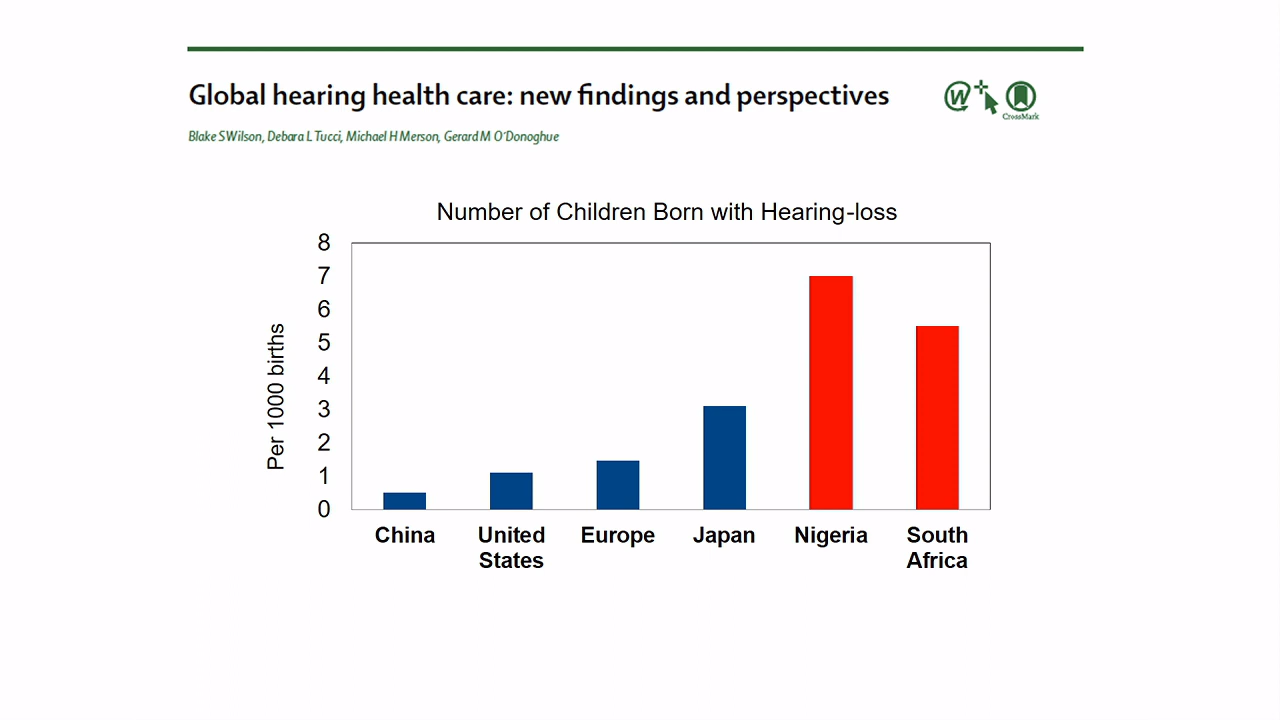 Global hearing health care: new findings and perspectives
W
CrossMark
Blake S Wilson, Debara L Tucci, Michael H Merson, Gerard M O'Donoghue
Number of Children Born with Hearing-loss
Per 1000 births
8
7
6
5
4
3
2
1
0
China
United States
Europe
Japan
Nigeria
South Africa